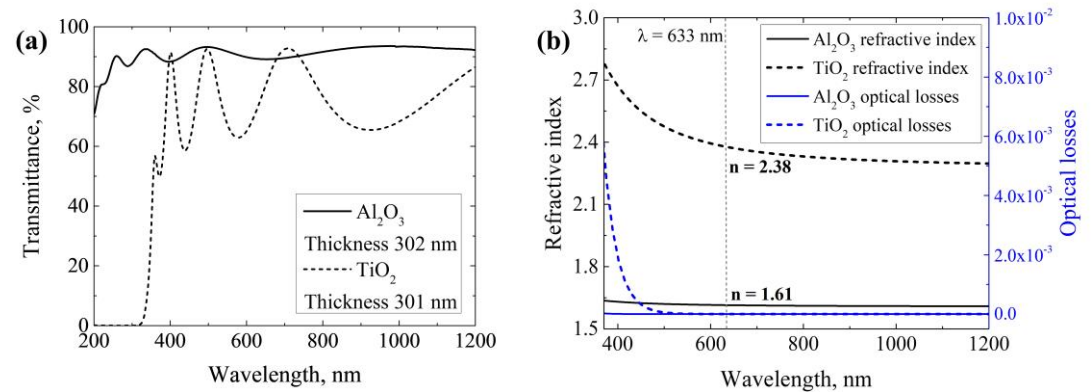 (a)
Transmittance, %
100
90
80
60
40
20
0
Al₂O₃
Thickness 302 nm
TiO₂
Thickness 301 nm
200
400
600
800
1000
1200
Wavelength, nm
(b)
Refractive index
3.0
2.7
2.4
2.1
1.8
1.5
λ = 633 nm
Al₂O₃ refractive index
TiO₂ refractive index
Al₂O₃ optical losses
TiO₂ optical losses
n = 2.38
n = 1.61
1.0x10⁻²
8.0x10⁻³
6.0x10⁻³
4.0x10⁻³
2.0x10⁻³
0.0
Optical losses
400
600
800
1000
1200
Wavelength, nm